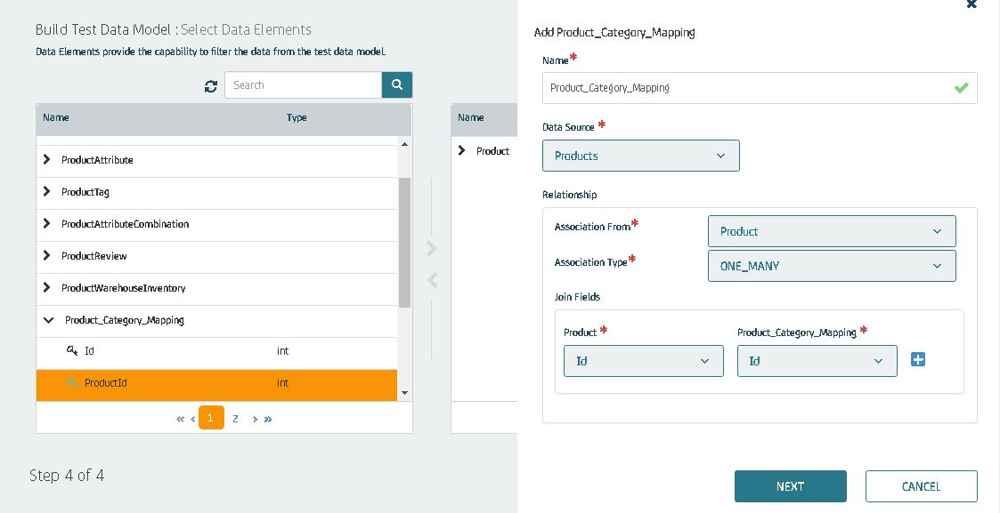 Build Test Data Model : Select Data Elements
Data Elements provide the capability to filter the data from the test data model.
Search
Name Type
ProductAttribute
ProductTag
ProductAttributeCombination
ProductReview
ProductWarehouseInventory
Product_Category_Mapping
Id int
ProductId int
« ‹ 1 2 › »
Step 4 of 4
Name
Product
Add Product_Category_Mapping
Name*
Product_Category_Mapping
Data Source *
Products
Relationship
Association From* Product
Association Type* ONE_MANY
Join Fields
Product * Product_Category_Mapping *
Id Id
NEXT CANCEL